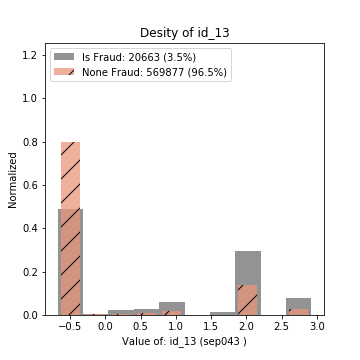 Desity of id_13
Is Fraud: 20663 (3.5%)
None Fraud: 569877 (96.5%)
Normalized
1.2
1.0
0.8
0.6
0.4
0.2
0.0
−0.5 0.0 0.5 1.0 1.5 2.0 2.5 3.0
Value of: id_13 (sep043 )